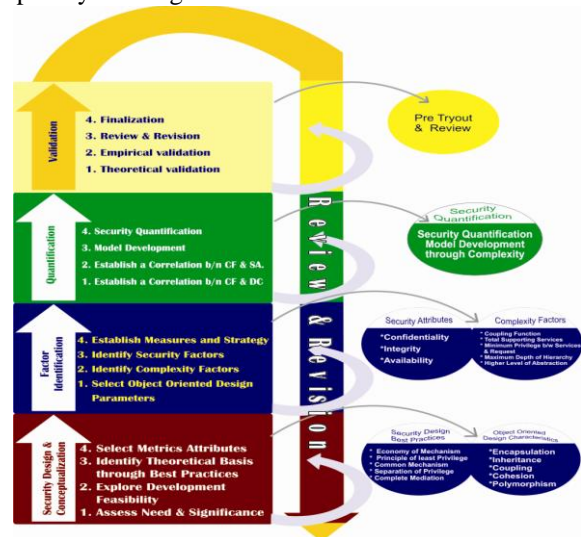 Validation
4. Finalization
3. Review & Revision
2. Empirical validation
1. Theoretical validation
Pre Tryout
& Review
Quantification
4. Security Quantification
3. Model Development
2. Establish a Correlation b/n CF & SA.
1. Establish a Correlation b/n CF & DC
Security
Quantification
Security Quantification
Model Development
through Complexity
Review & Revision
Factor
Identification
4. Establish Measures and Strategy
3. Identify Security Factors
2. Identify Complexity Factors
1. Select Object Oriented Design
Parameters
Security Attributes
*Confidentiality
*Integrity
*Availability
Complexity Factors
*Coupling Function
*Total Supporting Services
*Minimum Privilege b/w Services
& Request
*Maximum Depth of Hierarchy
*Higher Level of Abstraction
Security Design &
Conceptualization
4. Select Metrics Attributes
3. Identify Theoretical Basis
through Best Practices
2. Explore Development
Feasibility
1. Assess Need & Significance
Security Design
Best Practices
*Economy of Mechanism
*Principle of least Privilege
*Common Mechanism
*Separation of Privilege
*Complete Mediation
Object Oriented
Design Characteristics
*Encapsulation
*Inheritance
*Coupling
*Cohesion
*Polymorphism